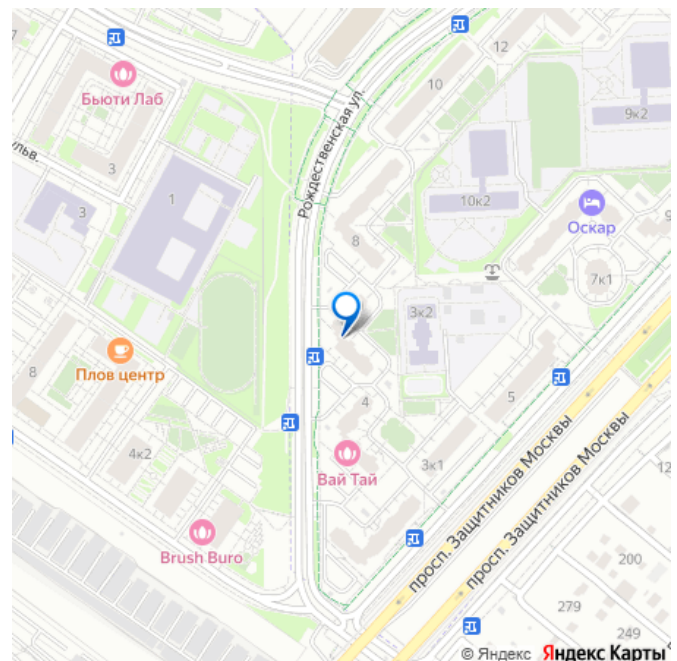 7
12
Бьюти Лаб
10
9к2
ульв.
3
Рождественская ул.
1
3
10к2
Оскар
9
8
7к1
3к2
Плов центр
8
4
5
4к2
Вай Тай
3к1
просп. Защитников Москвы
просп. Защитников Москвы
12
Brush Buro
200
279
249
© Яндекс Яндекс Карты